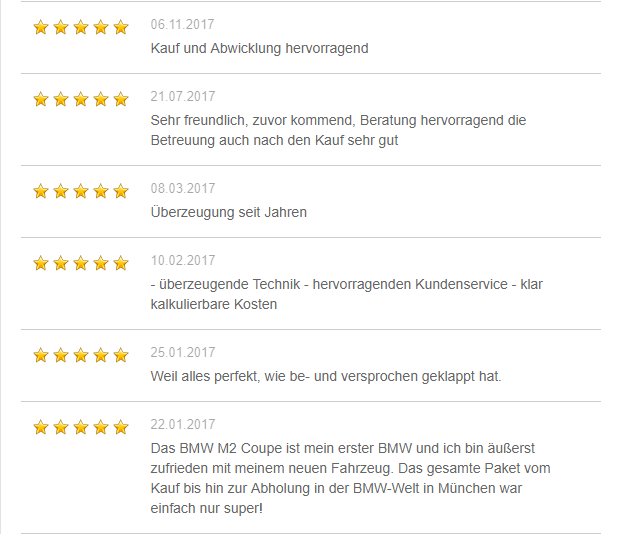 06.11.2017
Kauf und Abwicklung hervorragend
21.07.2017
Sehr freundlich, zuvor kommend, Beratung hervorragend die
Betreuung auch nach den Kauf sehr gut
08.03.2017
Überzeugung seit Jahren
10.02.2017
- überzeugende Technik - hervorragenden Kundenservice - klar
kalkulierbare Kosten
25.01.2017
Weil alles perfekt, wie be- und versprochen geklappt hat.
22.01.2017
Das BMW M2 Coupe ist mein erster BMW und ich bin äußerst
zufrieden mit meinem neuen Fahrzeug. Das gesamte Paket vom
Kauf bis hin zur Abholung in der BMW-Welt in München war
einfach nur super!